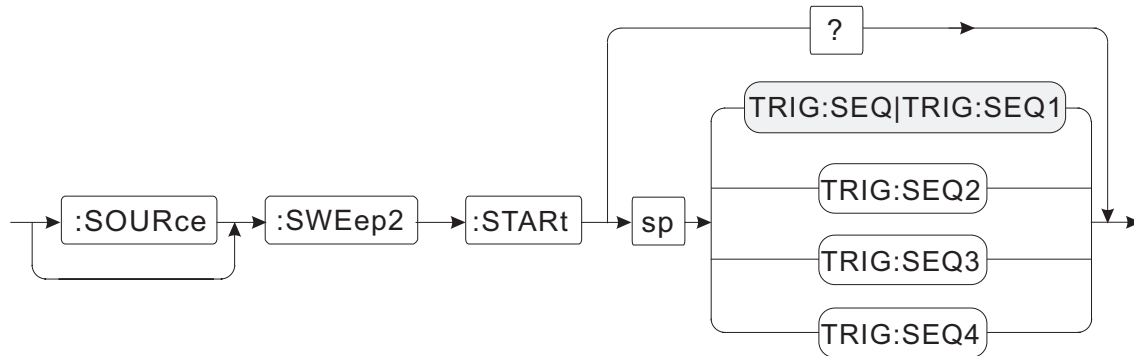 ?
TRIG:SEQ|TRIG:SEQ1
TRIG:SEQ2
:SOURce :SWEep2 :STARt sp
TRIG:SEQ3
TRIG:SEQ4